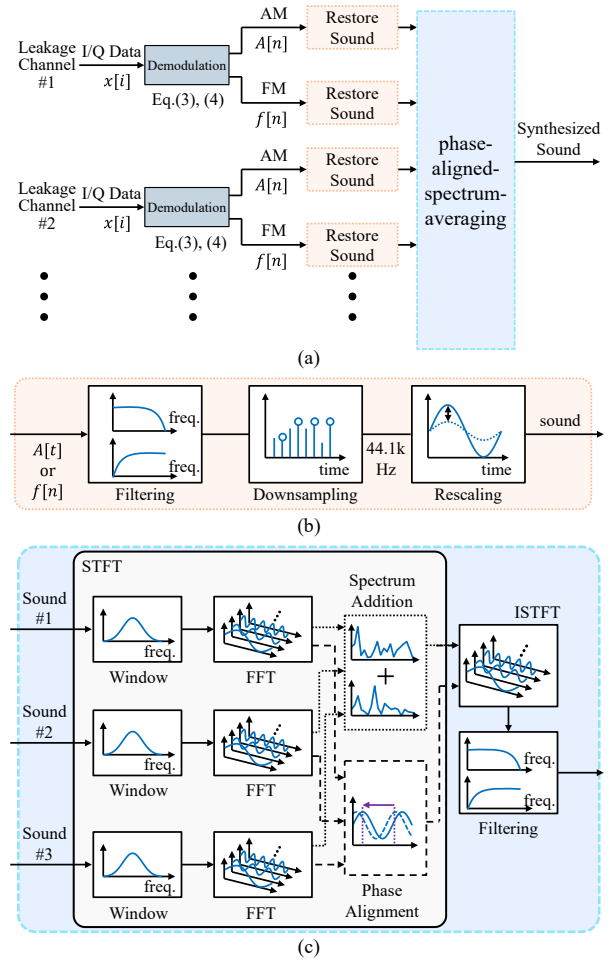 Leakage
Channel
#1
I/Q Data
x[i]
Demodulation
Eq.(3), (4)
AM
A[n]
FM
f[n]
Restore
Sound
Restore
Sound
Leakage
Channel
#2
I/Q Data
x[i]
Demodulation
Eq.(3), (4)
AM
A[n]
FM
f[n]
Restore
Sound
Restore
Sound
phase-
aligned-
spectrum-
averaging
Synthesized
Sound
(a)
A[t]
or
f[n]
freq.
freq.
Filtering
time
Downsampling
44.1k
Hz
time
Rescaling
sound
(b)
STFT
Sound
#1
freq.
Window
FFT
Sound
#2
freq.
Window
FFT
Sound
#3
freq.
Window
FFT
Spectrum
Addition
+
Phase
Alignment
ISTFT
freq.
freq.
Filtering
(c)